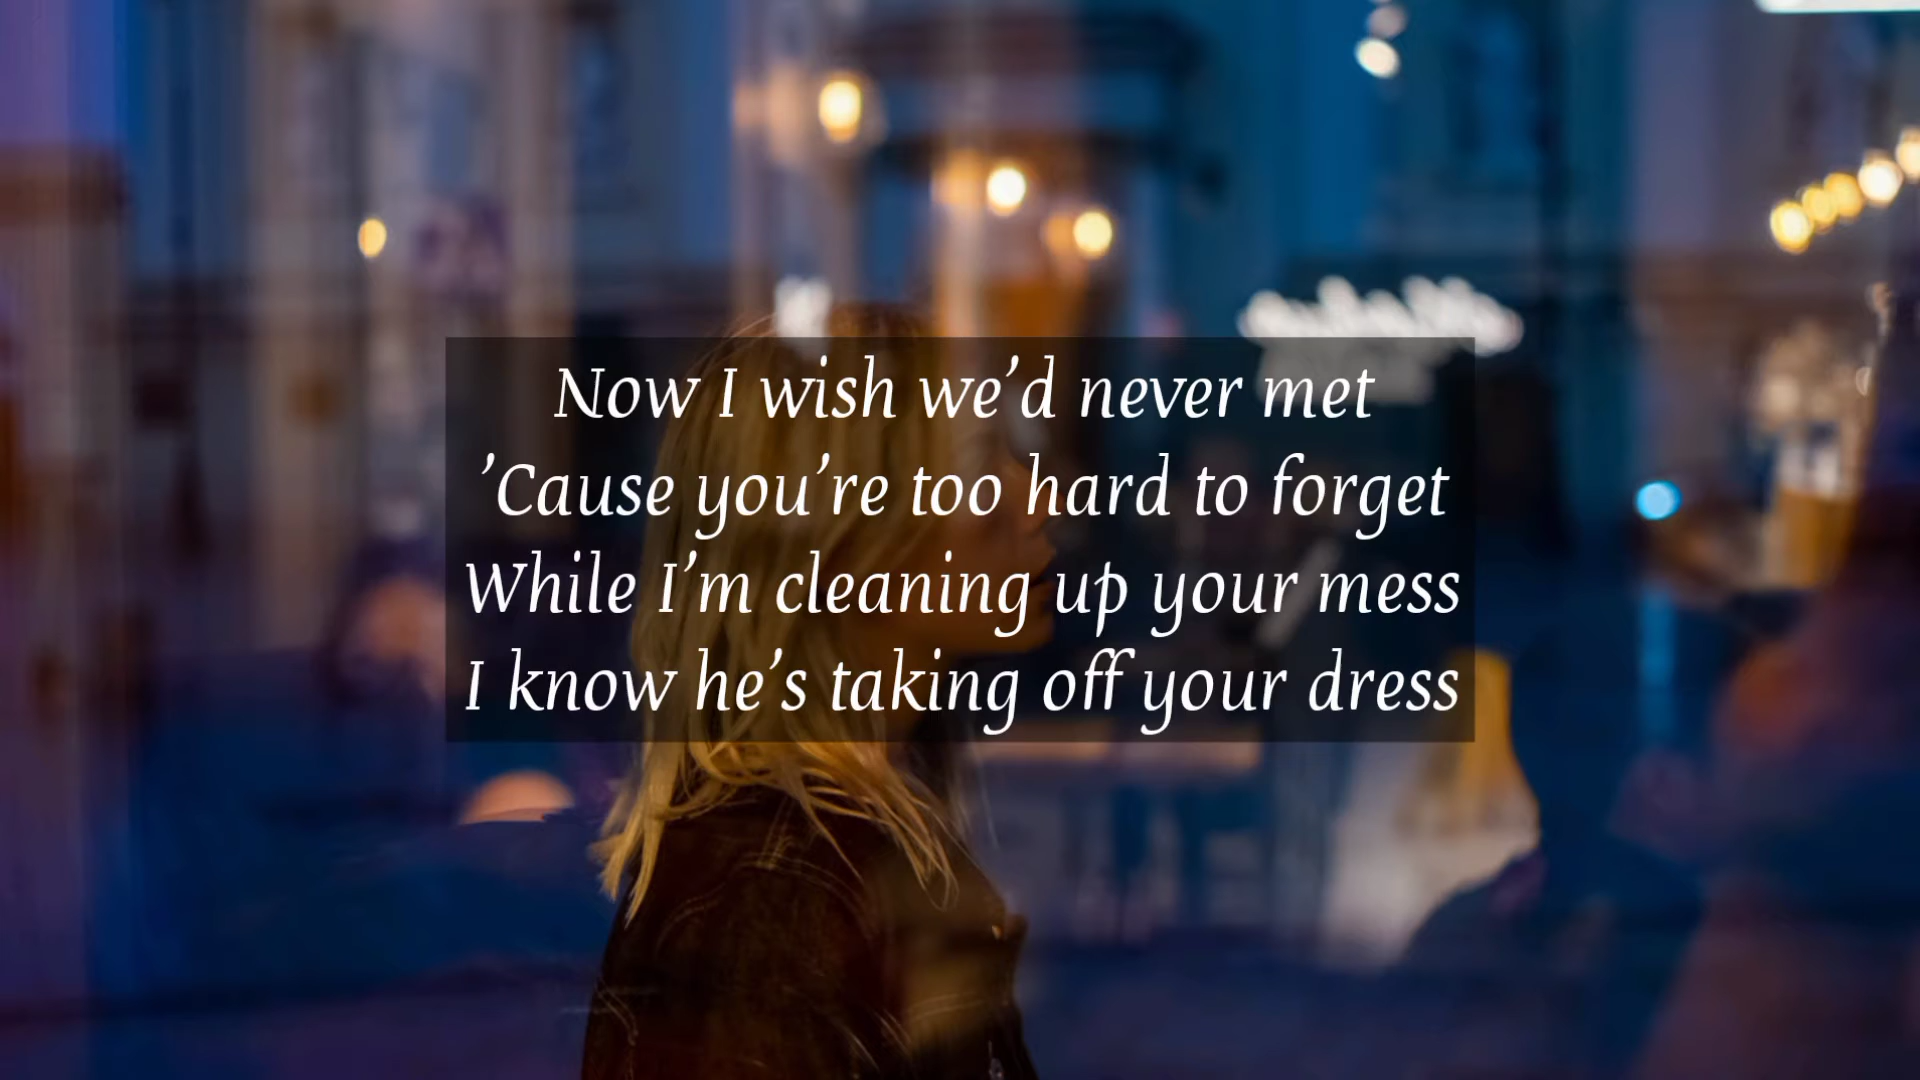 Now I wish we’d never met
’Cause you’re too hard to forget
While I’m cleaning up your mess
I know he’s taking off your dress